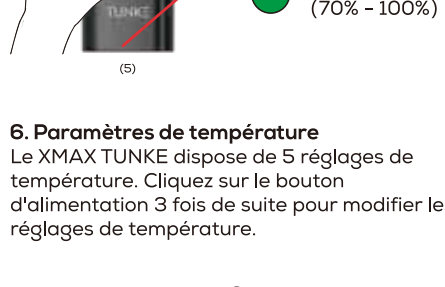 TUNKE
(70% - 100%)
(5)
6. Paramètres de température
Le XMAX TUNKE dispose de 5 réglages de
température. Cliquez sur le bouton
d'alimentation 3 fois de suite pour modifier le
réglages de température.